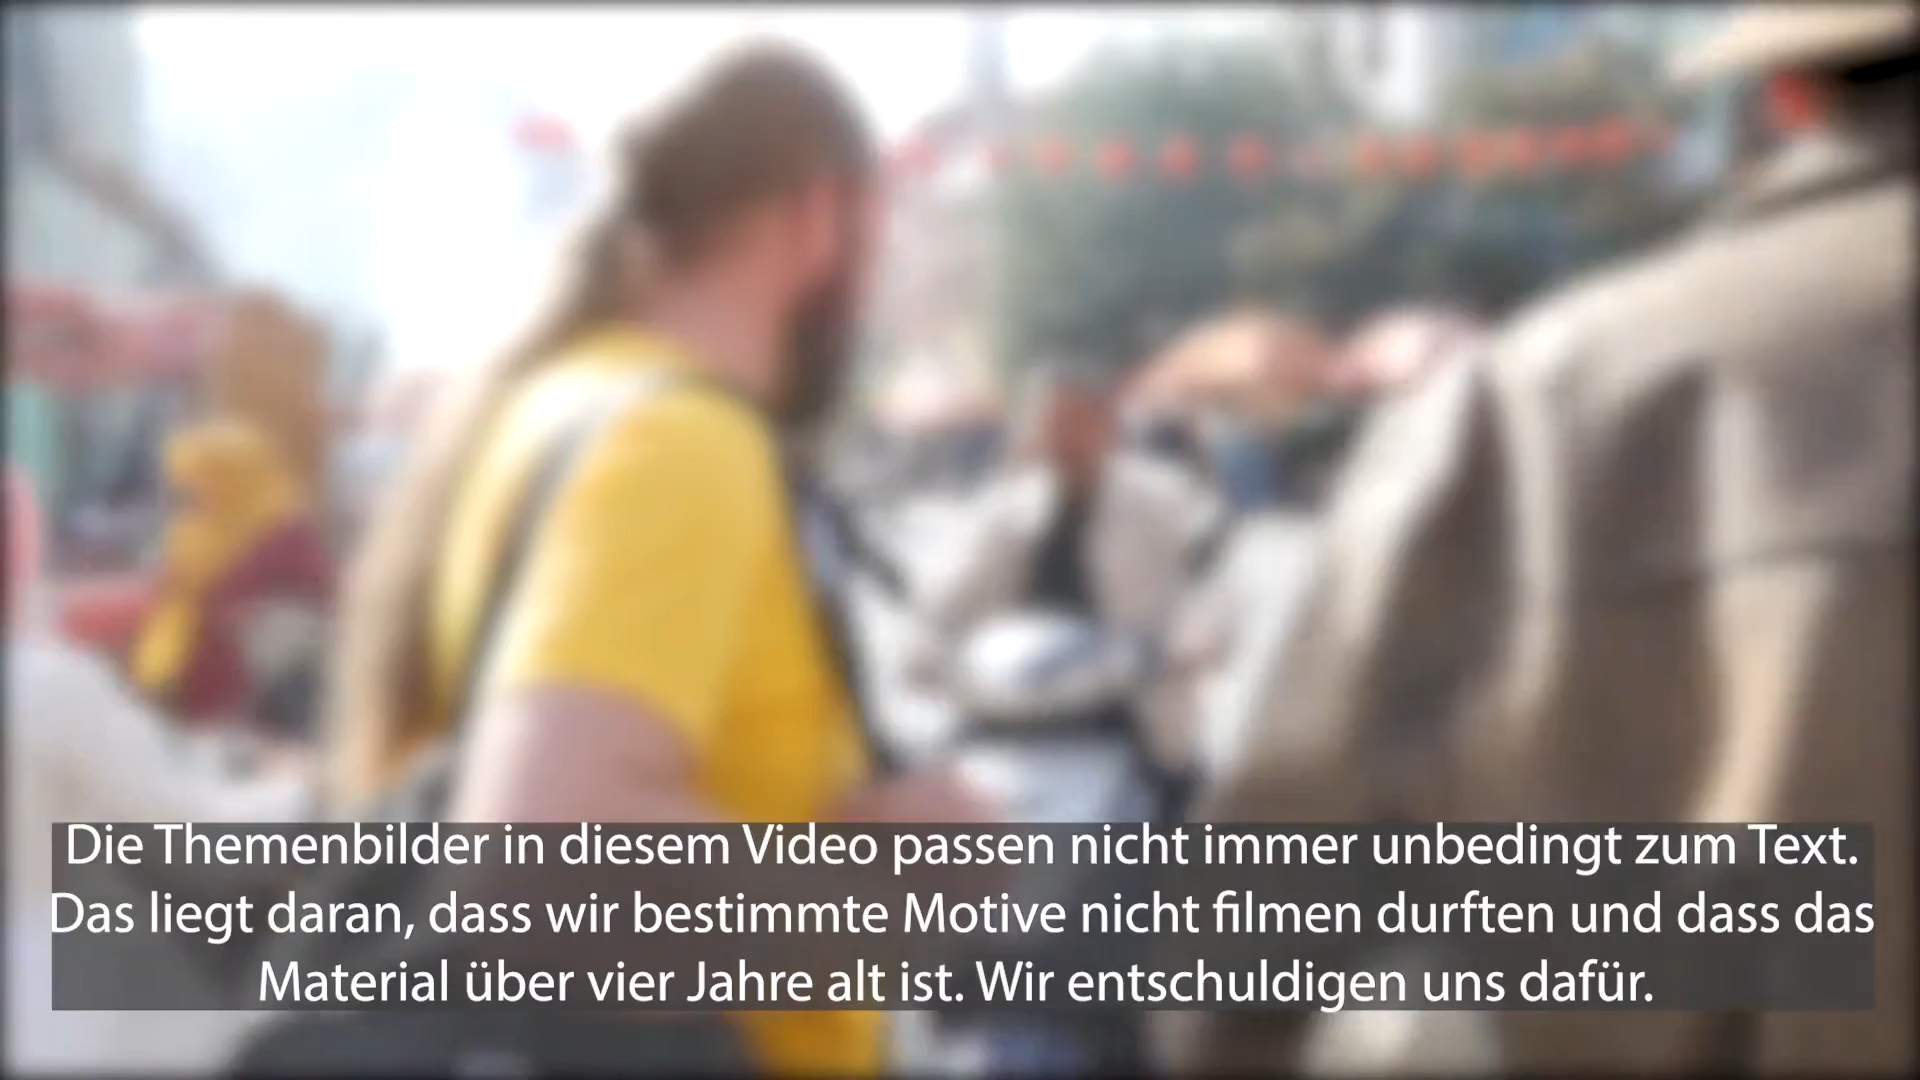 Die Themenbilder in diesem Video passen nicht immer unbedingt zum Text.
Das liegt daran, dass wir bestimmte Motive nicht filmen durften und dass das
Material über vier Jahre alt ist. Wir entschuldigen uns dafür.